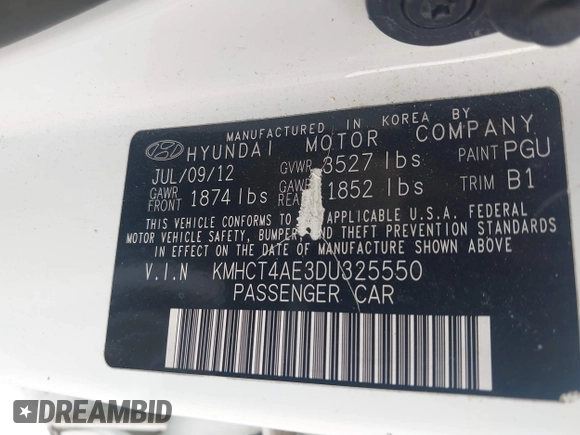 MANUFACTURED IN KOREA BY
HYUNDAI MOTOR COMPANY
JUL/09/12 GVWR 3527 lbs PAINT PGU
GAWR FRONT 1874 lbs GAWR REAR 1852 lbs TRIM B1
THIS VEHICLE CONFORMS TO ALL APPLICABLE U.S.A. FEDERAL
MOTOR VEHICLE SAFETY, BUMPER AND THEFT PREVENTION STANDARDS
IN EFFECT ON THE DATE OF MANUFACTURE SHOWN ABOVE.
V.I.N KMHCT4AE3DU325550
PASSENGER CAR
DREAMBID